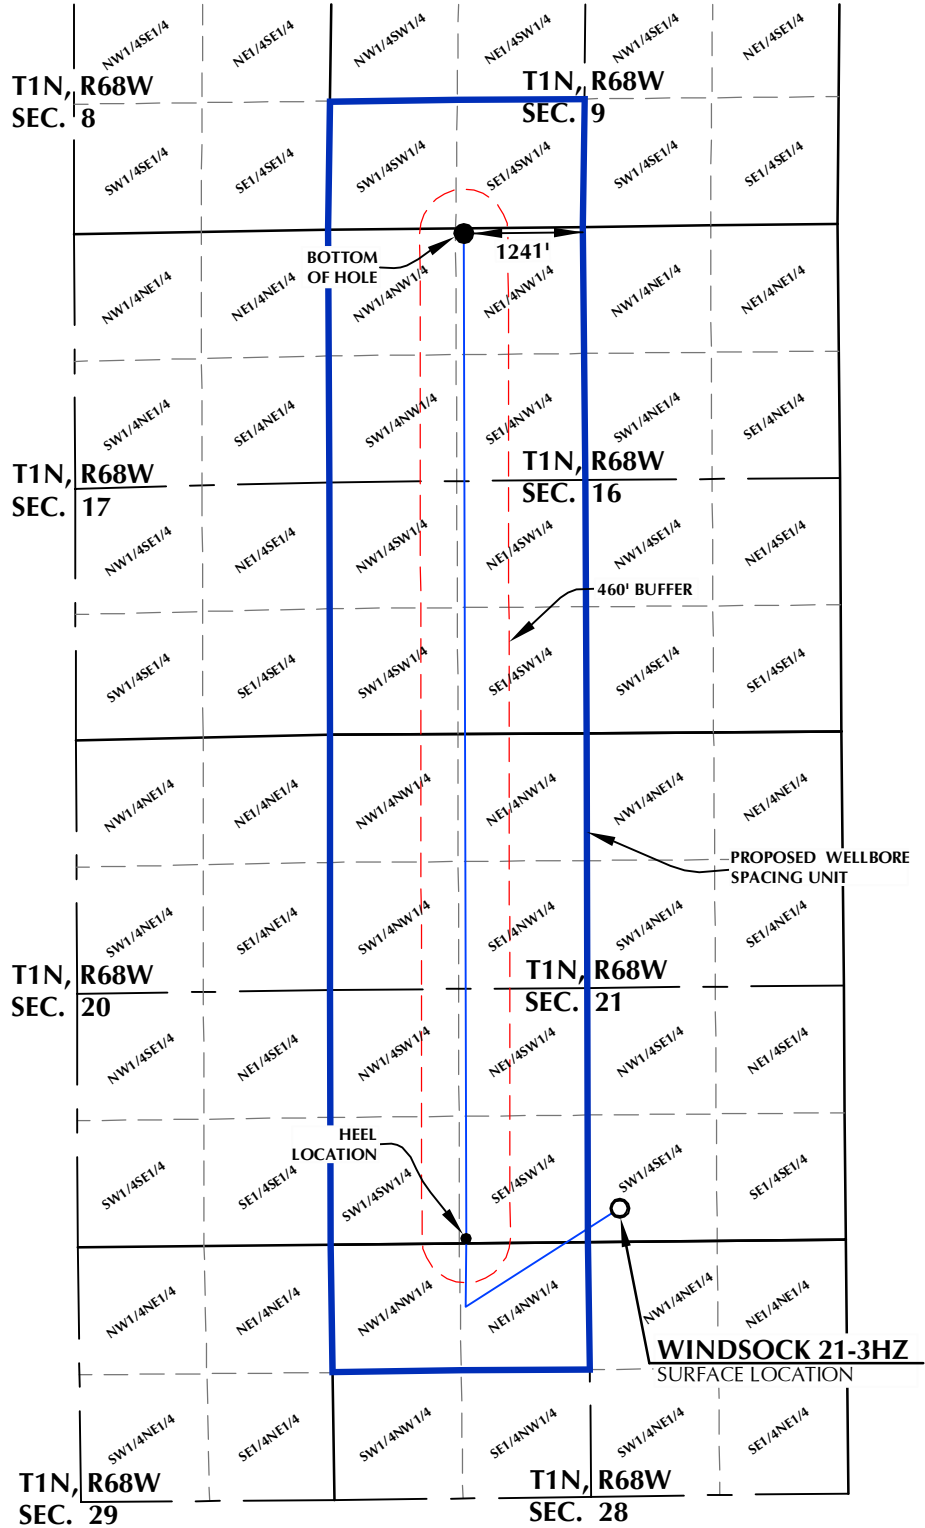 NW1/4SE1/4
NE1/4SE1/4
NW1/4SW1/4
NE1/4SW1/4
NW1/4SE1/4
NE1/4SE1/4
T1N, R68W
SEC. 8
T1N, R68W
SEC. 9
SW1/4SE1/4
SE1/4SE1/4
SW1/4SW1/4
SE1/4SW1/4
SW1/4SE1/4
SE1/4SE1/4
BOTTOM
OF HOLE
1241'
NW1/4NE1/4
NE1/4NE1/4
NW1/4NW1/4
NE1/4NW1/4
NW1/4NE1/4
NE1/4NE1/4
SW1/4NE1/4
SE1/4NE1/4
SW1/4NW1/4
SE1/4NW1/4
SW1/4NE1/4
SE1/4NE1/4
T1N, R68W
SEC. 17
T1N, R68W
SEC. 16
NW1/4SE1/4
NE1/4SE1/4
NW1/4SW1/4
NE1/4SW1/4
NW1/4SE1/4
NE1/4SE1/4
460' BUFFER
SW1/4SE1/4
SE1/4SE1/4
SW1/4SW1/4
SE1/4SW1/4
SW1/4SE1/4
SE1/4SE1/4
NW1/4NE1/4
NE1/4NE1/4
NW1/4NW1/4
NE1/4NW1/4
NW1/4NE1/4
NE1/4NE1/4
PROPOSED WELLBORE
SPACING UNIT
SW1/4NE1/4
SE1/4NE1/4
SW1/4NW1/4
SE1/4NW1/4
SW1/4NE1/4
SE1/4NE1/4
T1N, R68W
SEC. 20
T1N, R68W
SEC. 21
NW1/4SE1/4
NE1/4SE1/4
NW1/4SW1/4
NE1/4SW1/4
NW1/4SE1/4
NE1/4SE1/4
HEEL
LOCATION
SW1/4SE1/4
SE1/4SE1/4
SW1/4SW1/4
SE1/4SW1/4
SW1/4SE1/4
SE1/4SE1/4
NW1/4NE1/4
NE1/4NE1/4
NW1/4NW1/4
NE1/4NW1/4
NW1/4NE1/4
NE1/4NE1/4
WINDSOCK 21-3HZ
SURFACE LOCATION
SW1/4NE1/4
SE1/4NE1/4
SW1/4NW1/4
SE1/4NW1/4
SW1/4NE1/4
SE1/4NE1/4
T1N, R68W
SEC. 29
T1N, R68W
SEC. 28